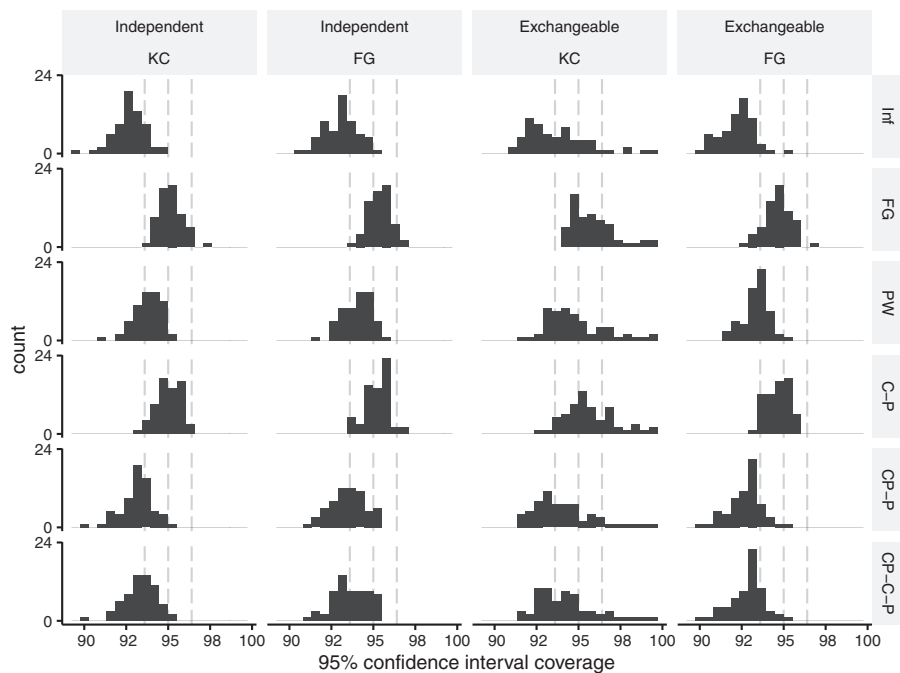 Independent Independent Exchangeable Exchangeable
KC FG KC FG
24
0
Inf
24
0
FG
24
0
PW
24
0
C−P
24
0
CP−P
24
0
CP−C−P
count
90 92 95 98 100 90 92 95 98 100 90 92 95 98 100 90 92 95 98 100
95% confidence interval coverage